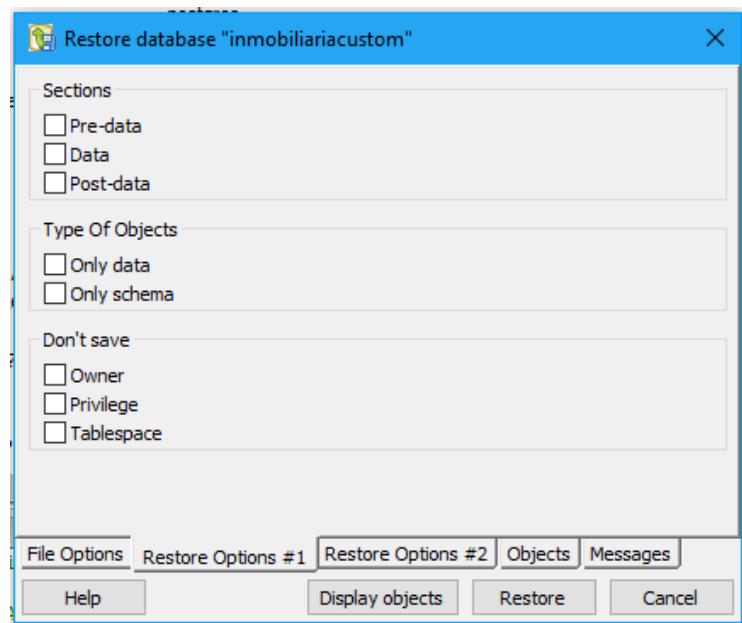 Restore database "inmobiliariacustom"
Sections
Pre-data
Data
Post-data
Type Of Objects
Only data
Only schema
Don't save
Owner
Privilege
Tablespace
File Options Restore Options #1 Restore Options #2 Objects Messages
Help Display objects Restore Cancel